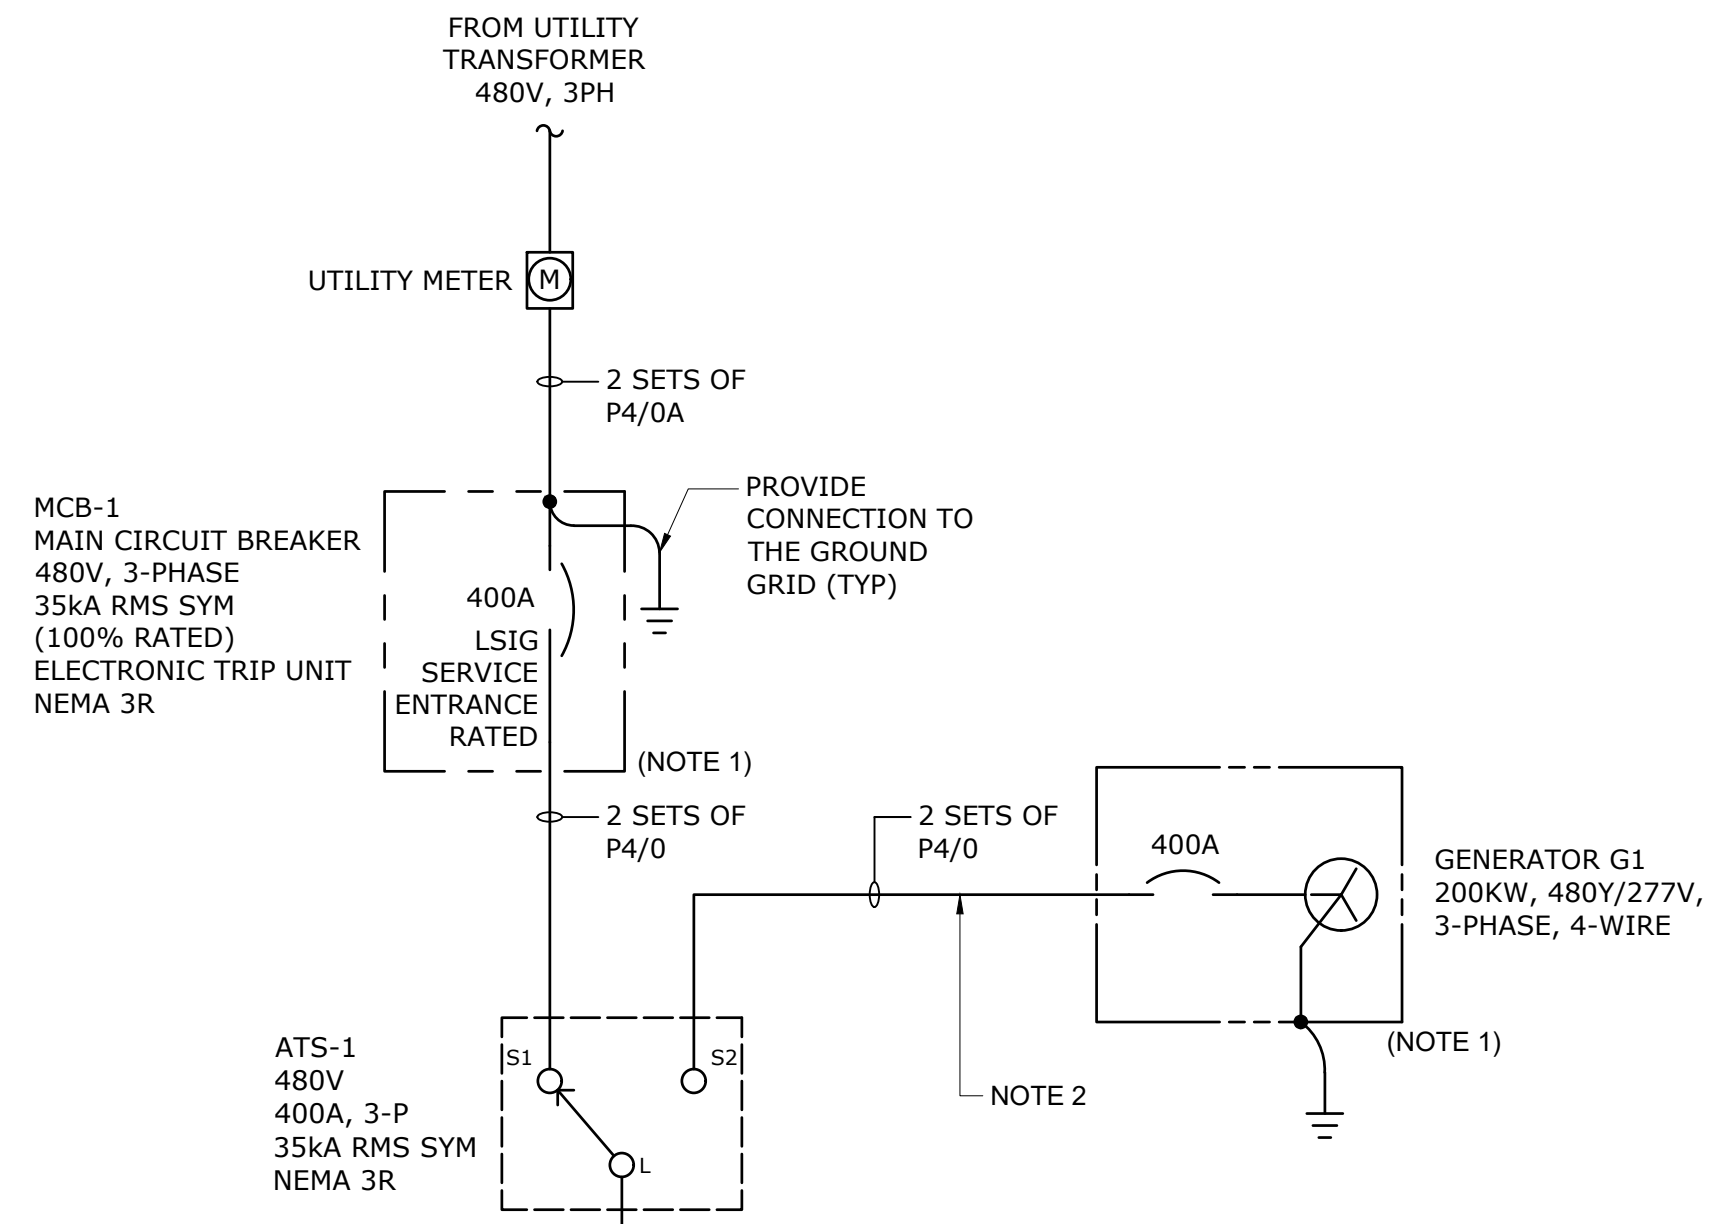 FROM UTILITY
TRANSFORMER
480V, 3PH
UTILITY METER
M
2 SETS OF
P4/0A
MCB-1
MAIN CIRCUIT BREAKER
480V, 3-PHASE
35kA RMS SYM
(100% RATED)
ELECTRONIC TRIP UNIT
NEMA 3R
400A
LSIG
SERVICE
ENTRANCE
RATED
PROVIDE
CONNECTION TO
THE GROUND
GRID (TYP)
(NOTE 1)
2 SETS OF
P4/0
2 SETS OF
P4/0
400A
GENERATOR G1
200KW, 480Y/277V,
3-PHASE, 4-WIRE
(NOTE 1)
NOTE 2
ATS-1
480V
400A, 3-P
35kA RMS SYM
NEMA 3R
S1
S2
L